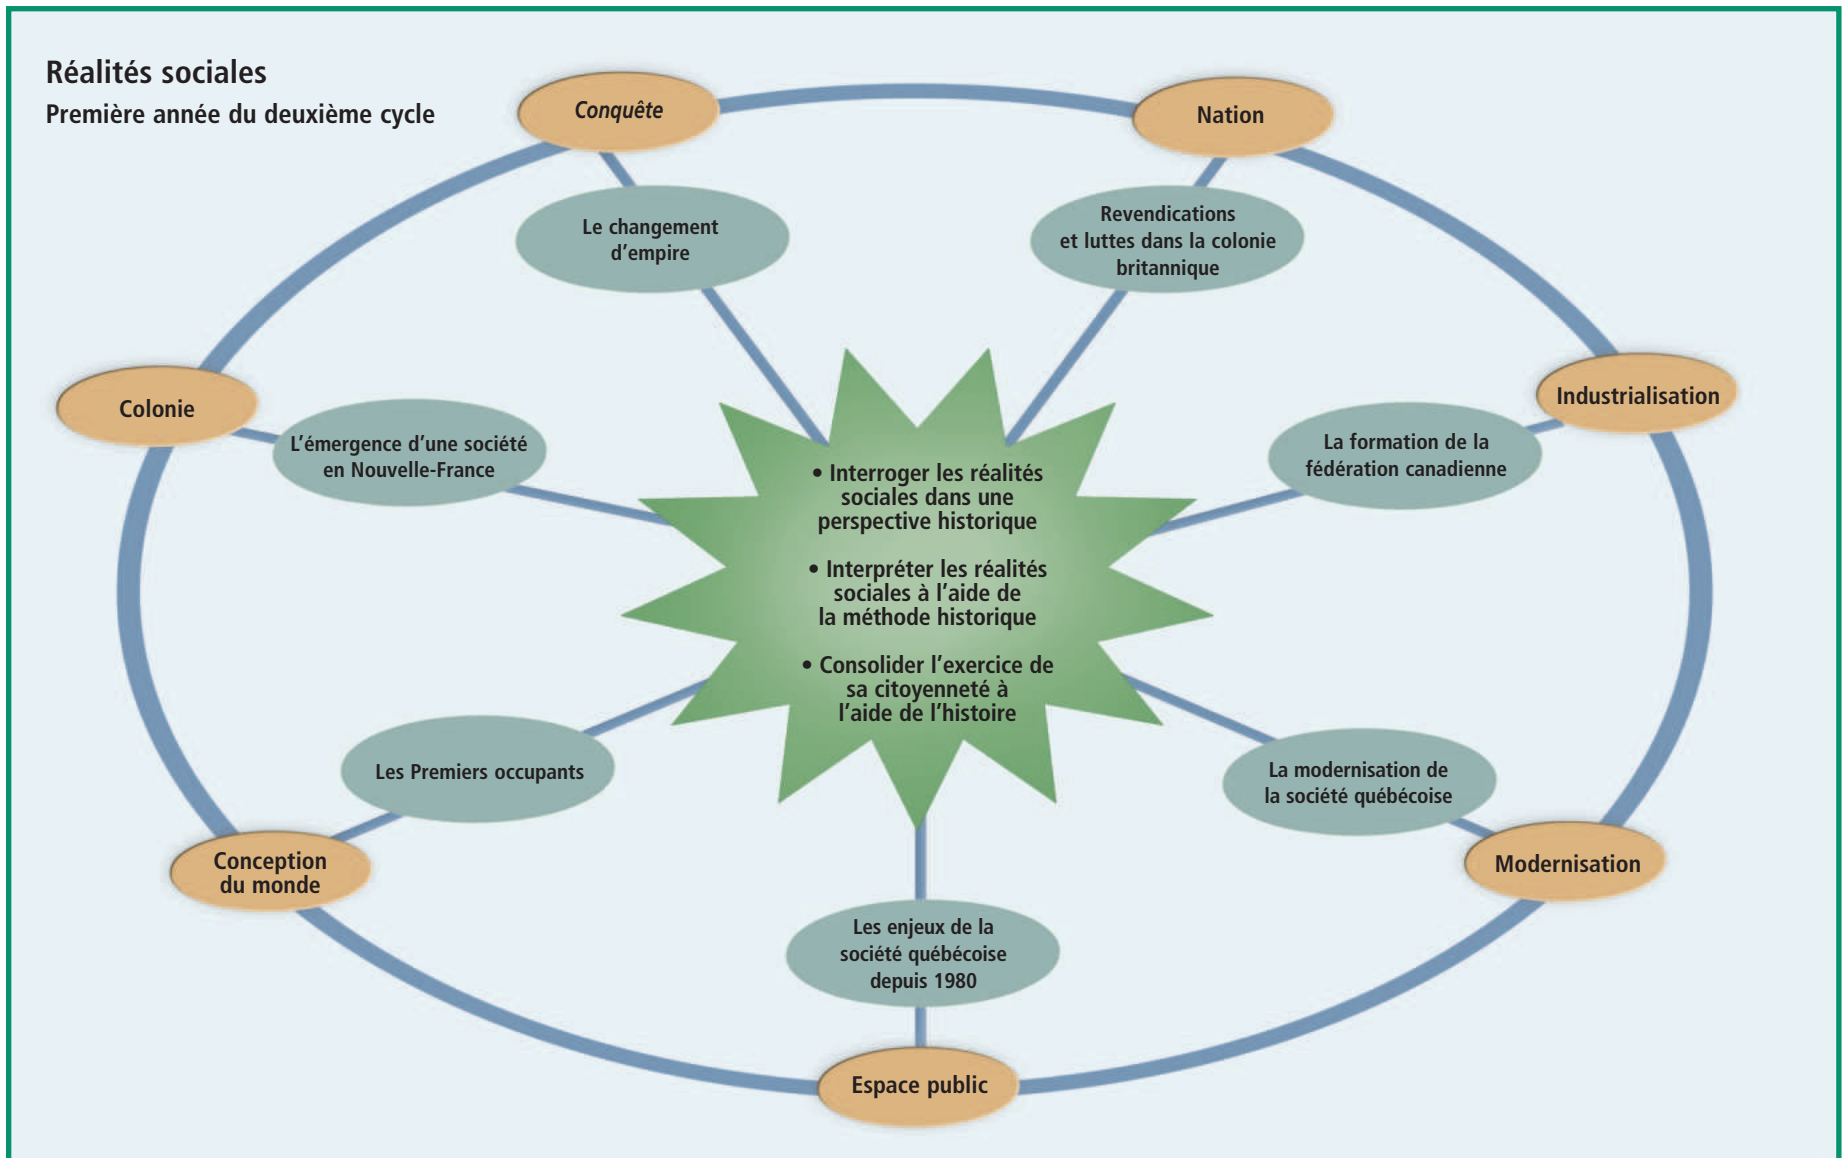 Réalités sociales
Première année du deuxième cycle
Conquête
Nation
Le changement
d'empire
Revendications
et luttes dans la colonie
britannique
Colonie
Industrialisation
L'émergence d'une société
en Nouvelle-France
La formation de la
fédération canadienne
• Interroger les réalités
sociales dans une
perspective historique
• Interpréter les réalités
sociales à l'aide de
la méthode historique
• Consolider l'exercice de
sa citoyenneté à
l'aide de l'histoire
Les Premiers occupants
La modernisation de
la société québécoise
Conception
du monde
Modernisation
Les enjeux de la
société québécoise
depuis 1980
Espace public